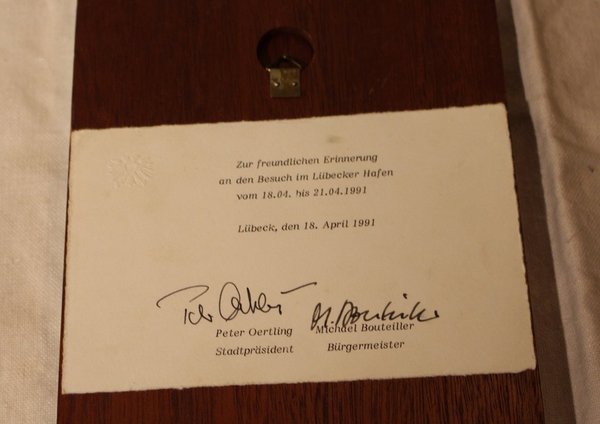 Zur freundlichen Erinnerung
an den Besuch im Lübecker Hafen
vom 18.04. bis 21.04.1991
Lübeck, den 18. April 1991
Peter Oertling Michael Bouteiller
Stadtpräsident Bürgermeister